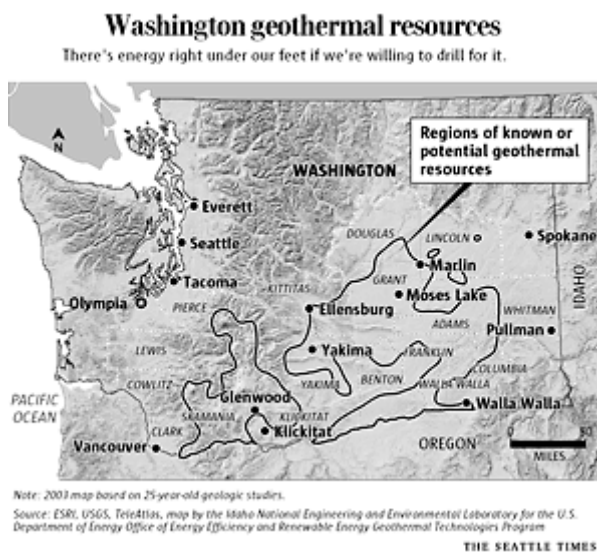 Washington geothermal resources
There's energy right under our feet if we're willing to drill for it.
N
WASHINGTON
Regions of known or
potential geothermal
resources
Everett
DOUGLAS
LINCOLN
Spokane
Seattle
Marlin
Tacoma
KITTITAS
GRANT
IDAHO
Olympia
PIERCE
Ellensburg
Moses Lake
WHITMAN
ADAMS
Pullman
LEWIS
Yakima
FRANKLIN
COLUMBIA
COWLITZ
YAKIMA
BENTON
WALLA WALLA
PACIFIC
OCEAN
Glenwood
SKAMANIA
KLICKITAT
Walla Walla
CLARK
Klickitat
OREGON
Vancouver
0 50
MILES
Note: 2003 map based on 25-year-old geologic studies.
Source: ESRI, USGS, TeleAtlas, map by the Idaho National Engineering and Environmental Laboratory for the U.S.
Department of Energy Office of Energy Efficiency and Renewable Energy Geothermal Technologies Program
THE SEATTLE TIMES